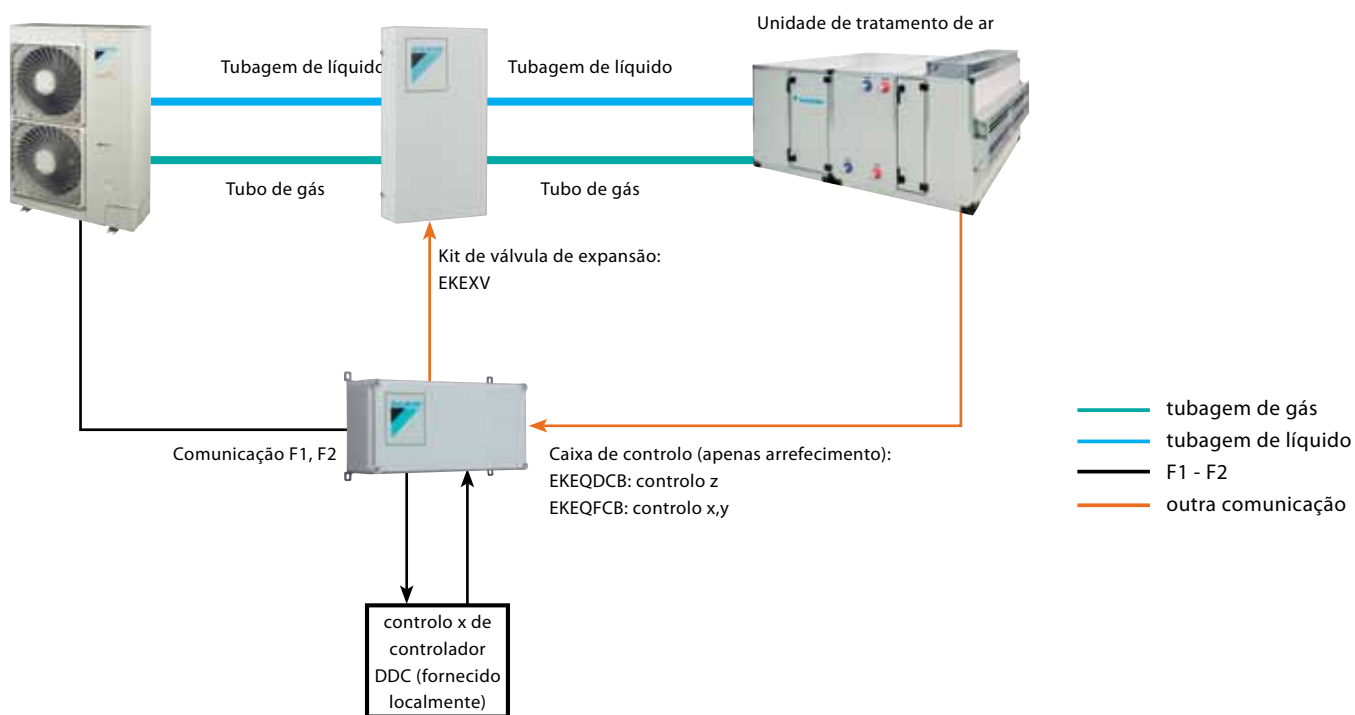 Unidade de tratamento de ar
Tubagem de líquido
Tubagem de líquido
Tubo de gás
Tubo de gás
Kit de válvula de expansão:
EKEXV
Comunicação F1, F2
Caixa de controlo (apenas arrefecimento):
EKEQDCB: controlo z
EKEQFCB: controlo x,y
tubagem de gás
tubagem de líquido
F1 - F2
outra comunicação
controlo x de
controlador
DDC (fornecido
localmente)